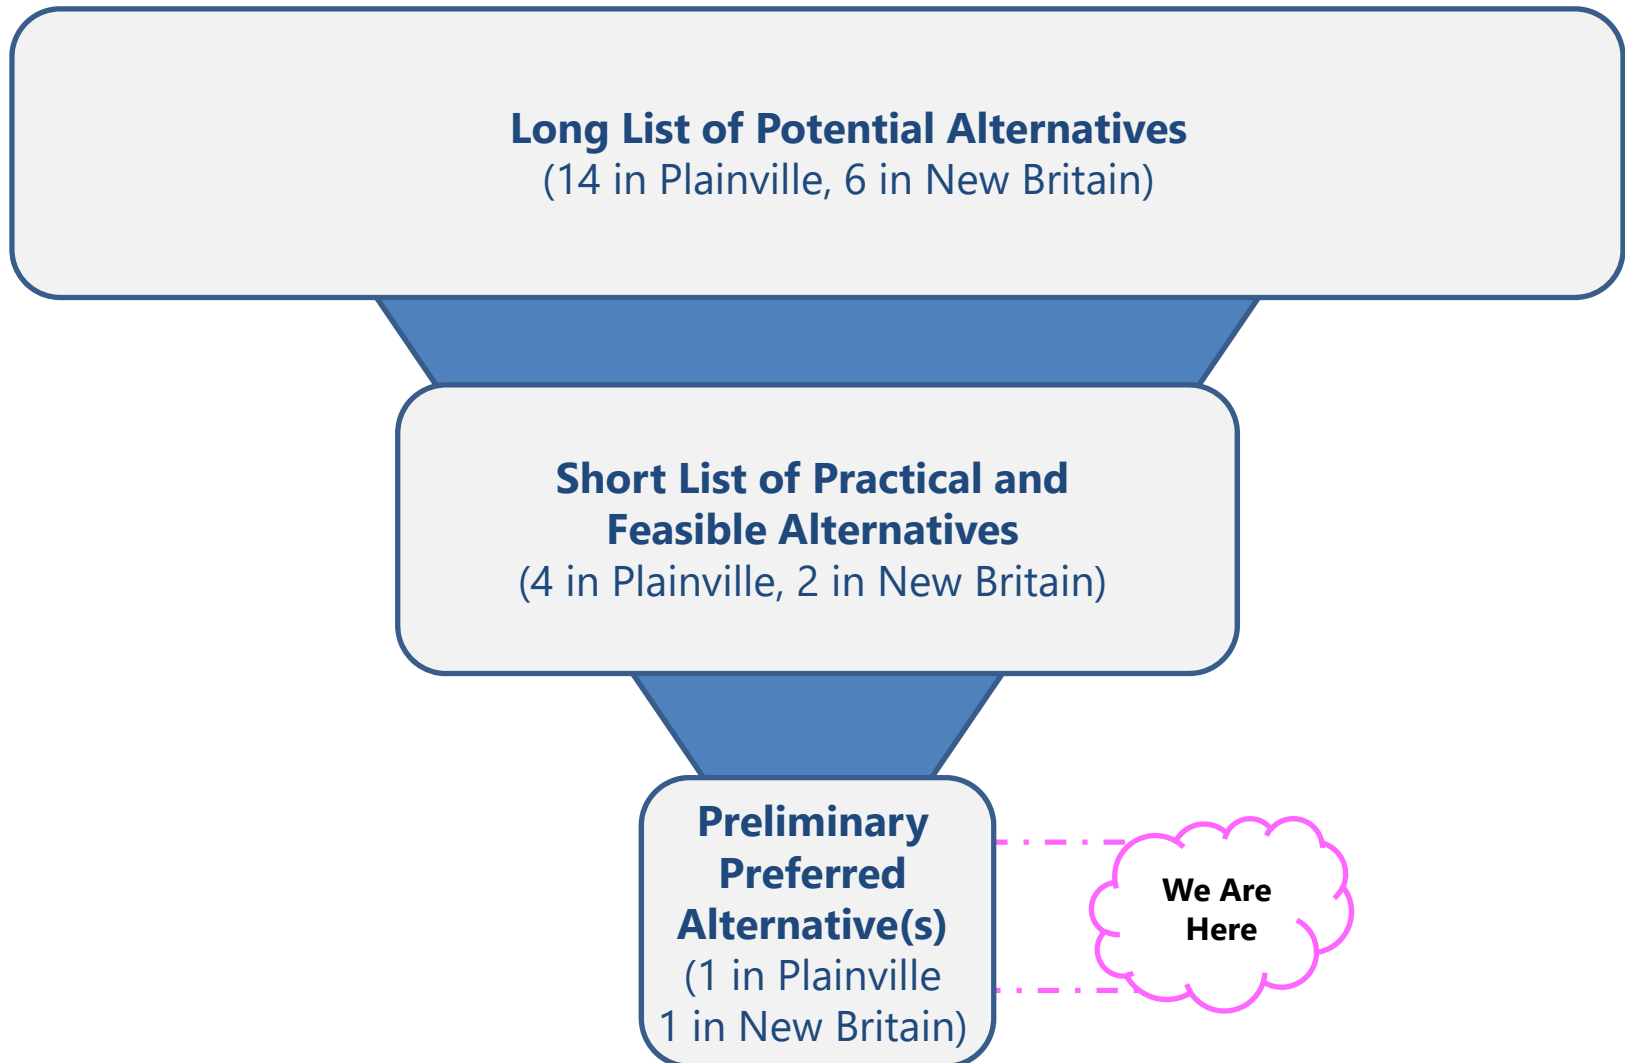 Long List of Potential Alternatives
(14 in Plainville, 6 in New Britain)
Short List of Practical and
Feasible Alternatives
(4 in Plainville, 2 in New Britain)
Preliminary
Preferred
Alternative(s)
(1 in Plainville
1 in New Britain)
We Are
Here